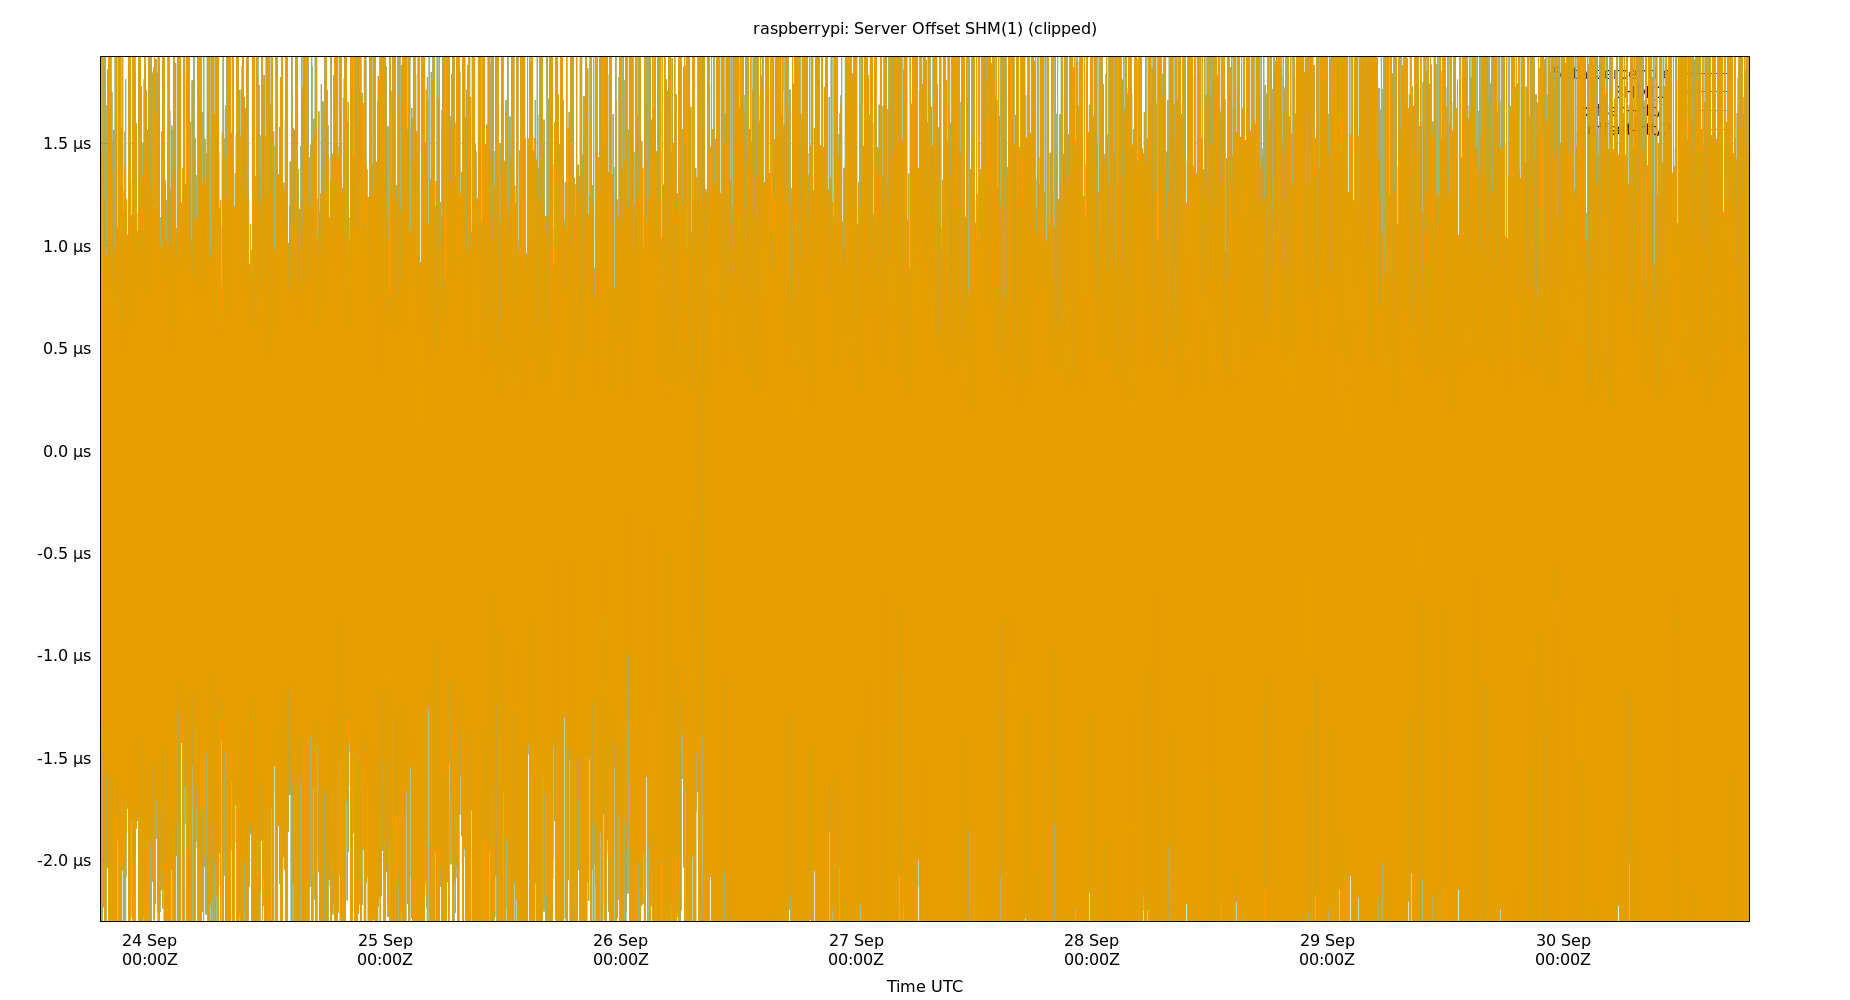 raspberrypi: Server Offset SHM(1) (clipped)
1.5 µs
1.0 µs
0.5 µs
0.0 µs
-0.5 µs
-1.0 µs
-1.5 µs
-2.0 µs
24 Sep 25 Sep 26 Sep 27 Sep 28 Sep 29 Sep 30 Sep
00:00Z 00:00Z 00:00Z 00:00Z 00:00Z 00:00Z 00:00Z
Time UTC